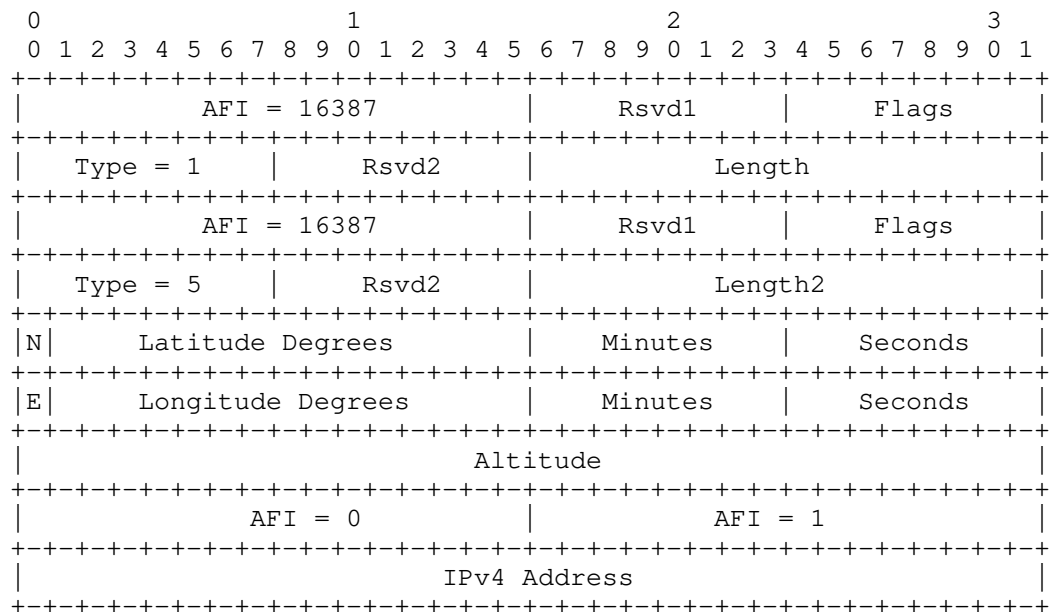 0                   1                   2                   3
 0 1 2 3 4 5 6 7 8 9 0 1 2 3 4 5 6 7 8 9 0 1 2 3 4 5 6 7 8 9 0 1
+-+-+-+-+-+-+-+-+-+-+-+-+-+-+-+-+-+-+-+-+-+-+-+-+-+-+-+-+-+-+-+-+
|           AFI = 16387         |     Rsvd1     |     Flags     |
+-+-+-+-+-+-+-+-+-+-+-+-+-+-+-+-+-+-+-+-+-+-+-+-+-+-+-+-+-+-+-+-+
|   Type = 1    |     Rsvd2     |            Length             |
+-+-+-+-+-+-+-+-+-+-+-+-+-+-+-+-+-+-+-+-+-+-+-+-+-+-+-+-+-+-+-+-+
|           AFI = 16387         |     Rsvd1     |     Flags     |
+-+-+-+-+-+-+-+-+-+-+-+-+-+-+-+-+-+-+-+-+-+-+-+-+-+-+-+-+-+-+-+-+
|   Type = 5    |     Rsvd2     |            Length2            |
+-+-+-+-+-+-+-+-+-+-+-+-+-+-+-+-+-+-+-+-+-+-+-+-+-+-+-+-+-+-+-+-+
|N|     Latitude Degrees        |    Minutes    |    Seconds    |
+-+-+-+-+-+-+-+-+-+-+-+-+-+-+-+-+-+-+-+-+-+-+-+-+-+-+-+-+-+-+-+-+
|E|     Longitude Degrees       |    Minutes    |    Seconds    |
+-+-+-+-+-+-+-+-+-+-+-+-+-+-+-+-+-+-+-+-+-+-+-+-+-+-+-+-+-+-+-+-+
|                            Altitude                           |
+-+-+-+-+-+-+-+-+-+-+-+-+-+-+-+-+-+-+-+-+-+-+-+-+-+-+-+-+-+-+-+-+
|              AFI = 0          |           AFI = 1             |
+-+-+-+-+-+-+-+-+-+-+-+-+-+-+-+-+-+-+-+-+-+-+-+-+-+-+-+-+-+-+-+-+
|                          IPv4 Address                         |
+-+-+-+-+-+-+-+-+-+-+-+-+-+-+-+-+-+-+-+-+-+-+-+-+-+-+-+-+-+-+-+-+